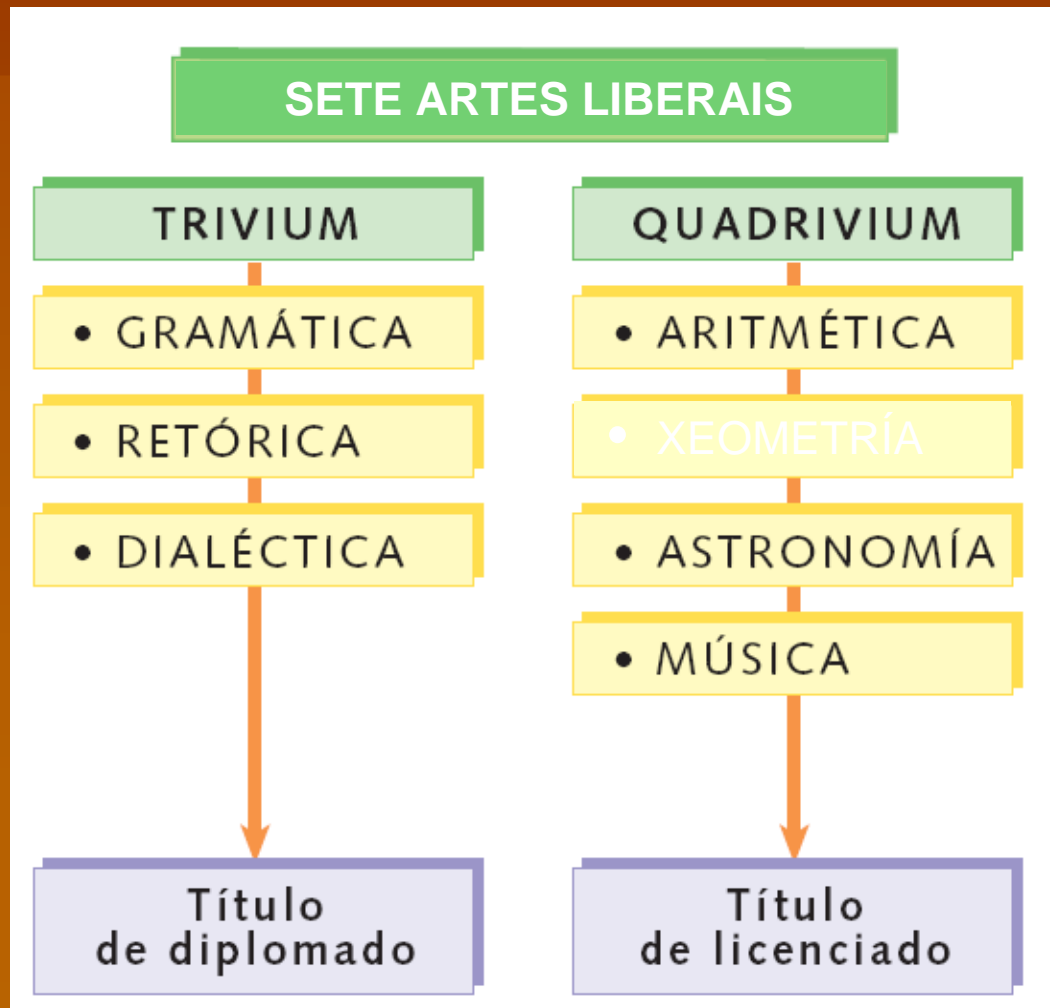 SETE ARTES LIBERAIS
TRIVIUM
• GRAMÁTICA
• RETÓRICA
• DIALÉCTICA
Título
de diplomado
QUADRIVIUM
• ARITMÉTICA
• XEOMETRÍA
• ASTRONOMÍA
• MÚSICA
Título
de licenciado